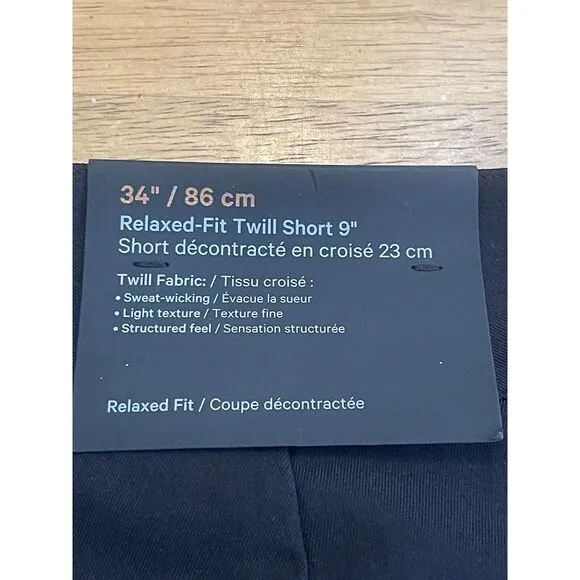 34" / 86 cm
Relaxed-Fit Twill Short 9"
Short décontracté en croisé 23 cm
Twill Fabric: / Tissu croisé :
• Sweat-wicking / Évacue la sueur
• Light texture / Texture fine
• Structured feel / Sensation structurée
Relaxed Fit / Coupe décontractée